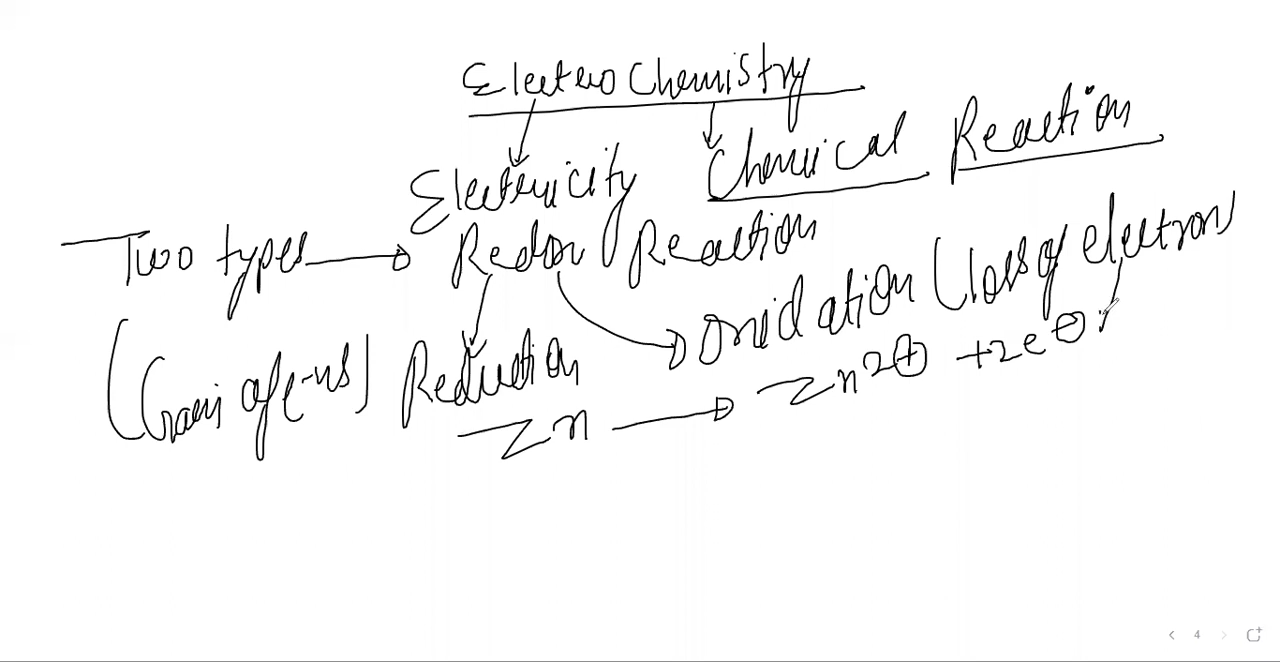 Electro Chemistry
Electricity Chemical Reaction
Two types → Redox Reaction
Oxidation (loss of electrons
(Gain of e-ns) Reduction
Zn → Zn²⊕ +2e⊖
4